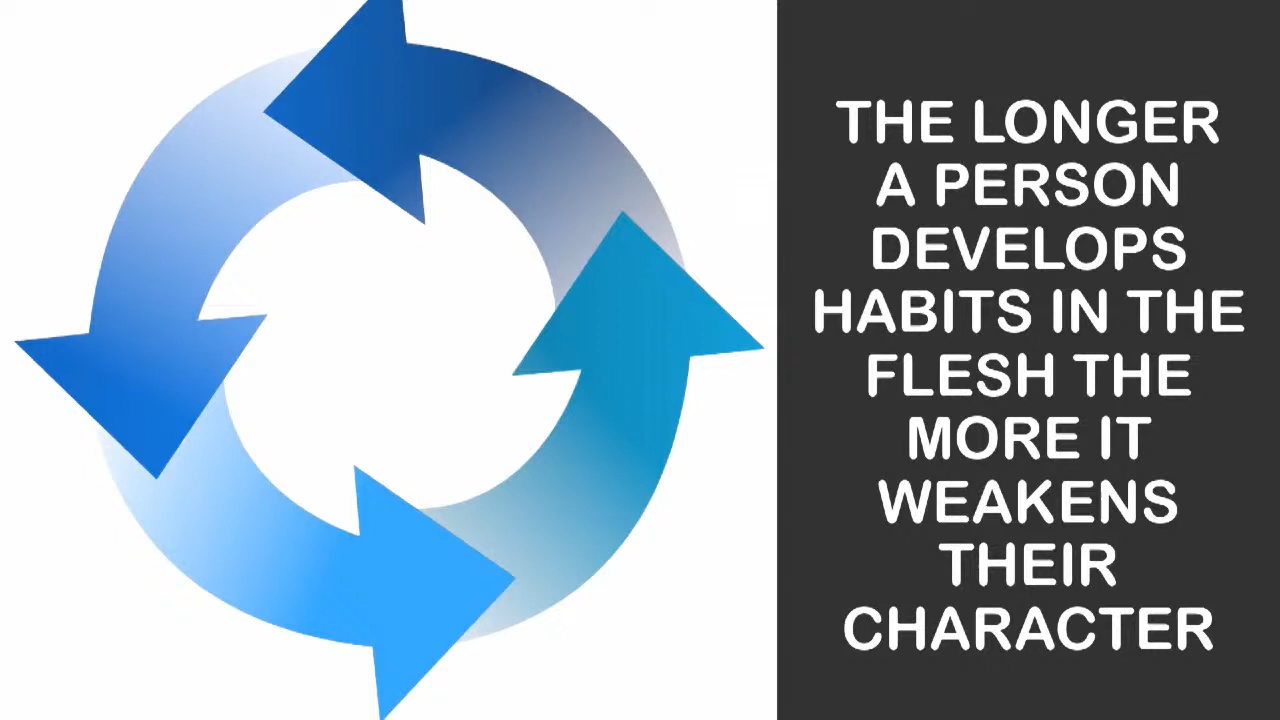 THE LONGER
A PERSON
DEVELOPS
HABITS IN THE
FLESH THE
MORE IT
WEAKENS
THEIR
CHARACTER